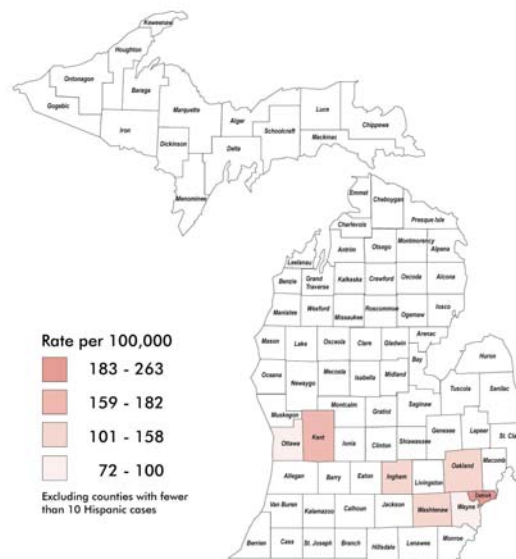 Keweenaw
Houghton
Ontonagon
Baraga
Gogebic
Marquette
Luce
Alger
Chippewa
Iron
Schoolcraft
Mackinac
Dickinson
Delta
Menominee
Emmet
Cheboygan
Presque Isle
Charlevoix
Antrim
Otsego
Montmorency
Alpena
Leelanau
Benzie
Grand
Traverse
Kalkaska
Crawford
Oscoda
Alcona
Manistee
Wexford
Missaukee
Roscommon
Ogemaw
Iosco
Arenac
Mason
Lake
Osceola
Clare
Gladwin
Bay
Huron
Oceana
Newaygo
Mecosta
Isabella
Midland
Tuscola
Sanilac
Montcalm
Gratiot
Saginaw
Muskegon
Kent
Ottawa
Ionia
Clinton
Shiawassee
Genesee
Lapeer
St. Cl
Oakland
Macomb
Allegan
Barry
Eaton
Ingham
Livingston
Detroit
Van Buren
Kalamazoo
Calhoun
Jackson
Washtenaw
Wayne
Berrien
Cass
St. Joseph
Branch
Hillsdale
Lenawee
Monroe
Rate per 100,000
183 - 263
159 - 182
101 - 158
72 - 100
Excluding counties with fewer
than 10 Hispanic cases